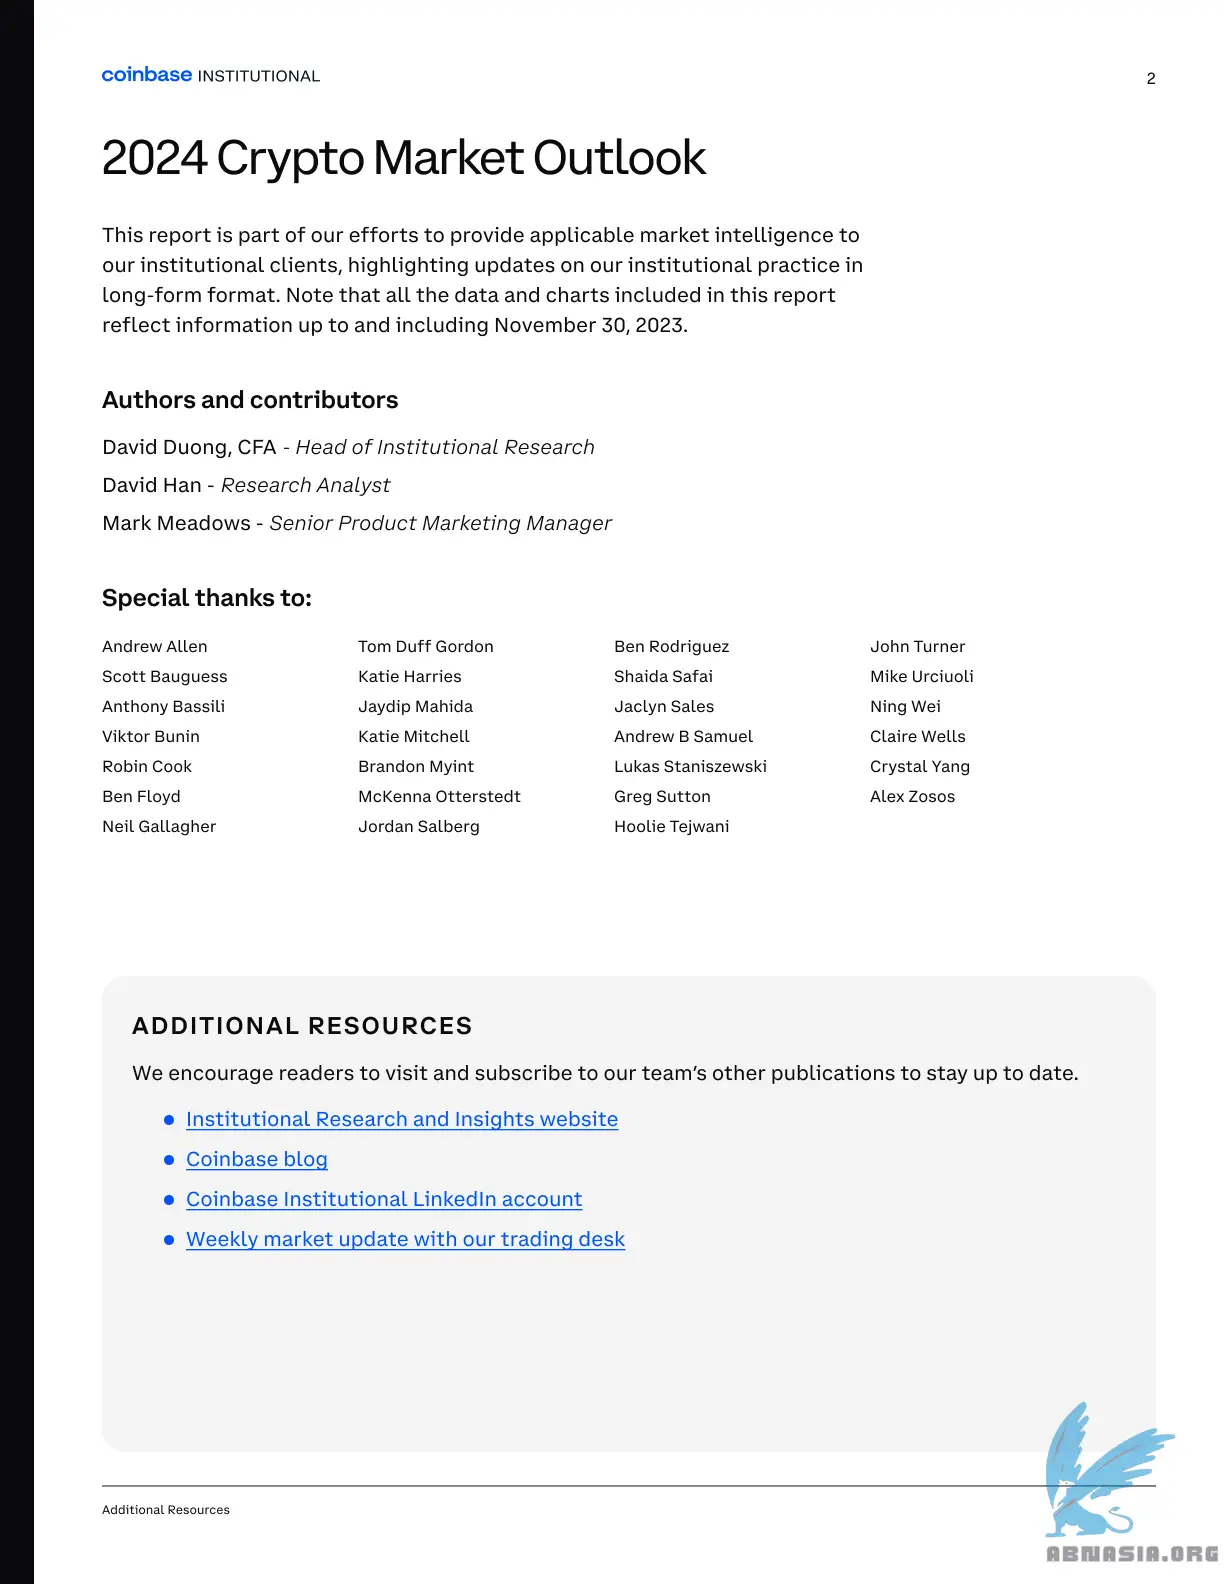 coinbase INSTITUTIONAL
2
2024 Crypto Market Outlook
This report is part of our efforts to provide applicable market intelligence to
our institutional clients, highlighting updates on our institutional practice in
long-form format. Note that all the data and charts included in this report
reflect information up to and including November 30, 2023.
Authors and contributors
David Duong, CFA - Head of Institutional Research
David Han - Research Analyst
Mark Meadows - Senior Product Marketing Manager
Special thanks to:
Andrew Allen
Scott Bauguess
Anthony Bassili
Viktor Bunin
Robin Cook
Ben Floyd
Neil Gallagher
Tom Duff Gordon
Katie Harries
Jaydip Mahida
Katie Mitchell
Brandon Myint
McKenna Otterstedt
Jordan Salberg
Ben Rodriguez
Shaida Safai
Jaclyn Sales
Andrew B Samuel
Lukas Staniszewski
Greg Sutton
Hoolie Tejwani
John Turner
Mike Urciuoli
Ning Wei
Claire Wells
Crystal Yang
Alex Zosos
ADDITIONAL RESOURCES
We encourage readers to visit and subscribe to our team’s other publications to stay up to date.
● Institutional Research and Insights website
● Coinbase blog
● Coinbase Institutional LinkedIn account
● Weekly market update with our trading desk
Additional Resources
ABNASIA.ORG